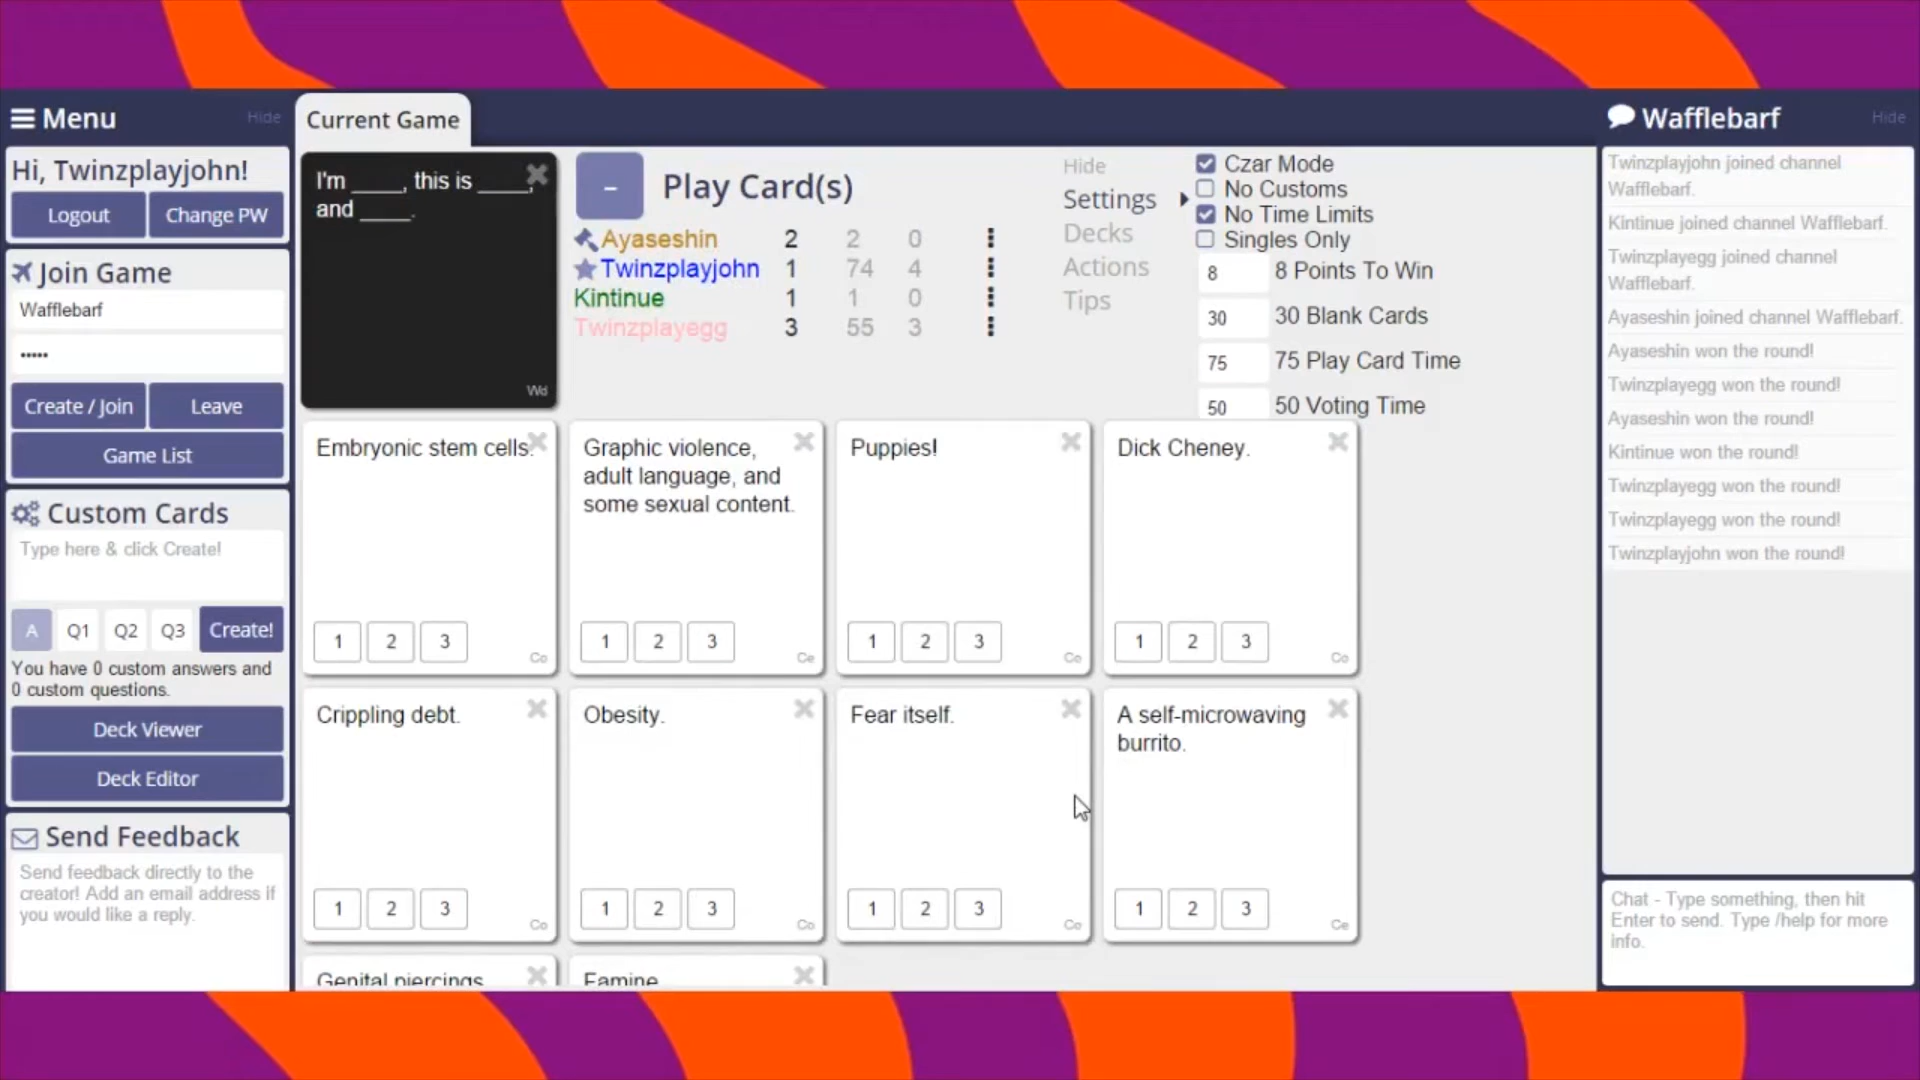 Menu
Hide
Hi, Twinzplayjohn!
Logout
Change PW
Join Game
Wafflebarf
•••••
Create / Join
Leave
Game List
Custom Cards
Type here & click Create!
A
Q1
Q2
Q3
Create!
You have 0 custom answers and
0 custom questions.
Deck Viewer
Deck Editor
Send Feedback
Send feedback directly to the
creator! Add an email address if
you would like a reply.
Current Game
I'm ____, this is ____,
and ____.
Wd
–
Play Card(s)
Ayaseshin 2 2 0
Twinzplayjohn 1 74 4
Kintinue 1 1 0
Twinzplayegg 3 55 3
Hide
Settings
Decks
Actions
Tips
Czar Mode
No Customs
No Time Limits
Singles Only
8 8 Points To Win
30 30 Blank Cards
75 75 Play Card Time
50 50 Voting Time
Embryonic stem cells.
1 2 3
Co
Graphic violence,
adult language, and
some sexual content.
1 2 3
Ce
Puppies!
1 2 3
Co
Dick Cheney.
1 2 3
Co
Crippling debt.
1 2 3
Co
Obesity.
1 2 3
Co
Fear itself.
1 2 3
Co
A self-microwaving
burrito.
1 2 3
Ce
Genital piercings
Famine
Wafflebarf
Hide
Twinzplayjohn joined channel
Wafflebarf.
Kintinue joined channel Wafflebarf.
Twinzplayegg joined channel
Wafflebarf.
Ayaseshin joined channel Wafflebarf.
Ayaseshin won the round!
Twinzplayegg won the round!
Ayaseshin won the round!
Kintinue won the round!
Twinzplayegg won the round!
Twinzplayegg won the round!
Twinzplayjohn won the round!
Chat - Type something, then hit
Enter to send. Type /help for more
info.